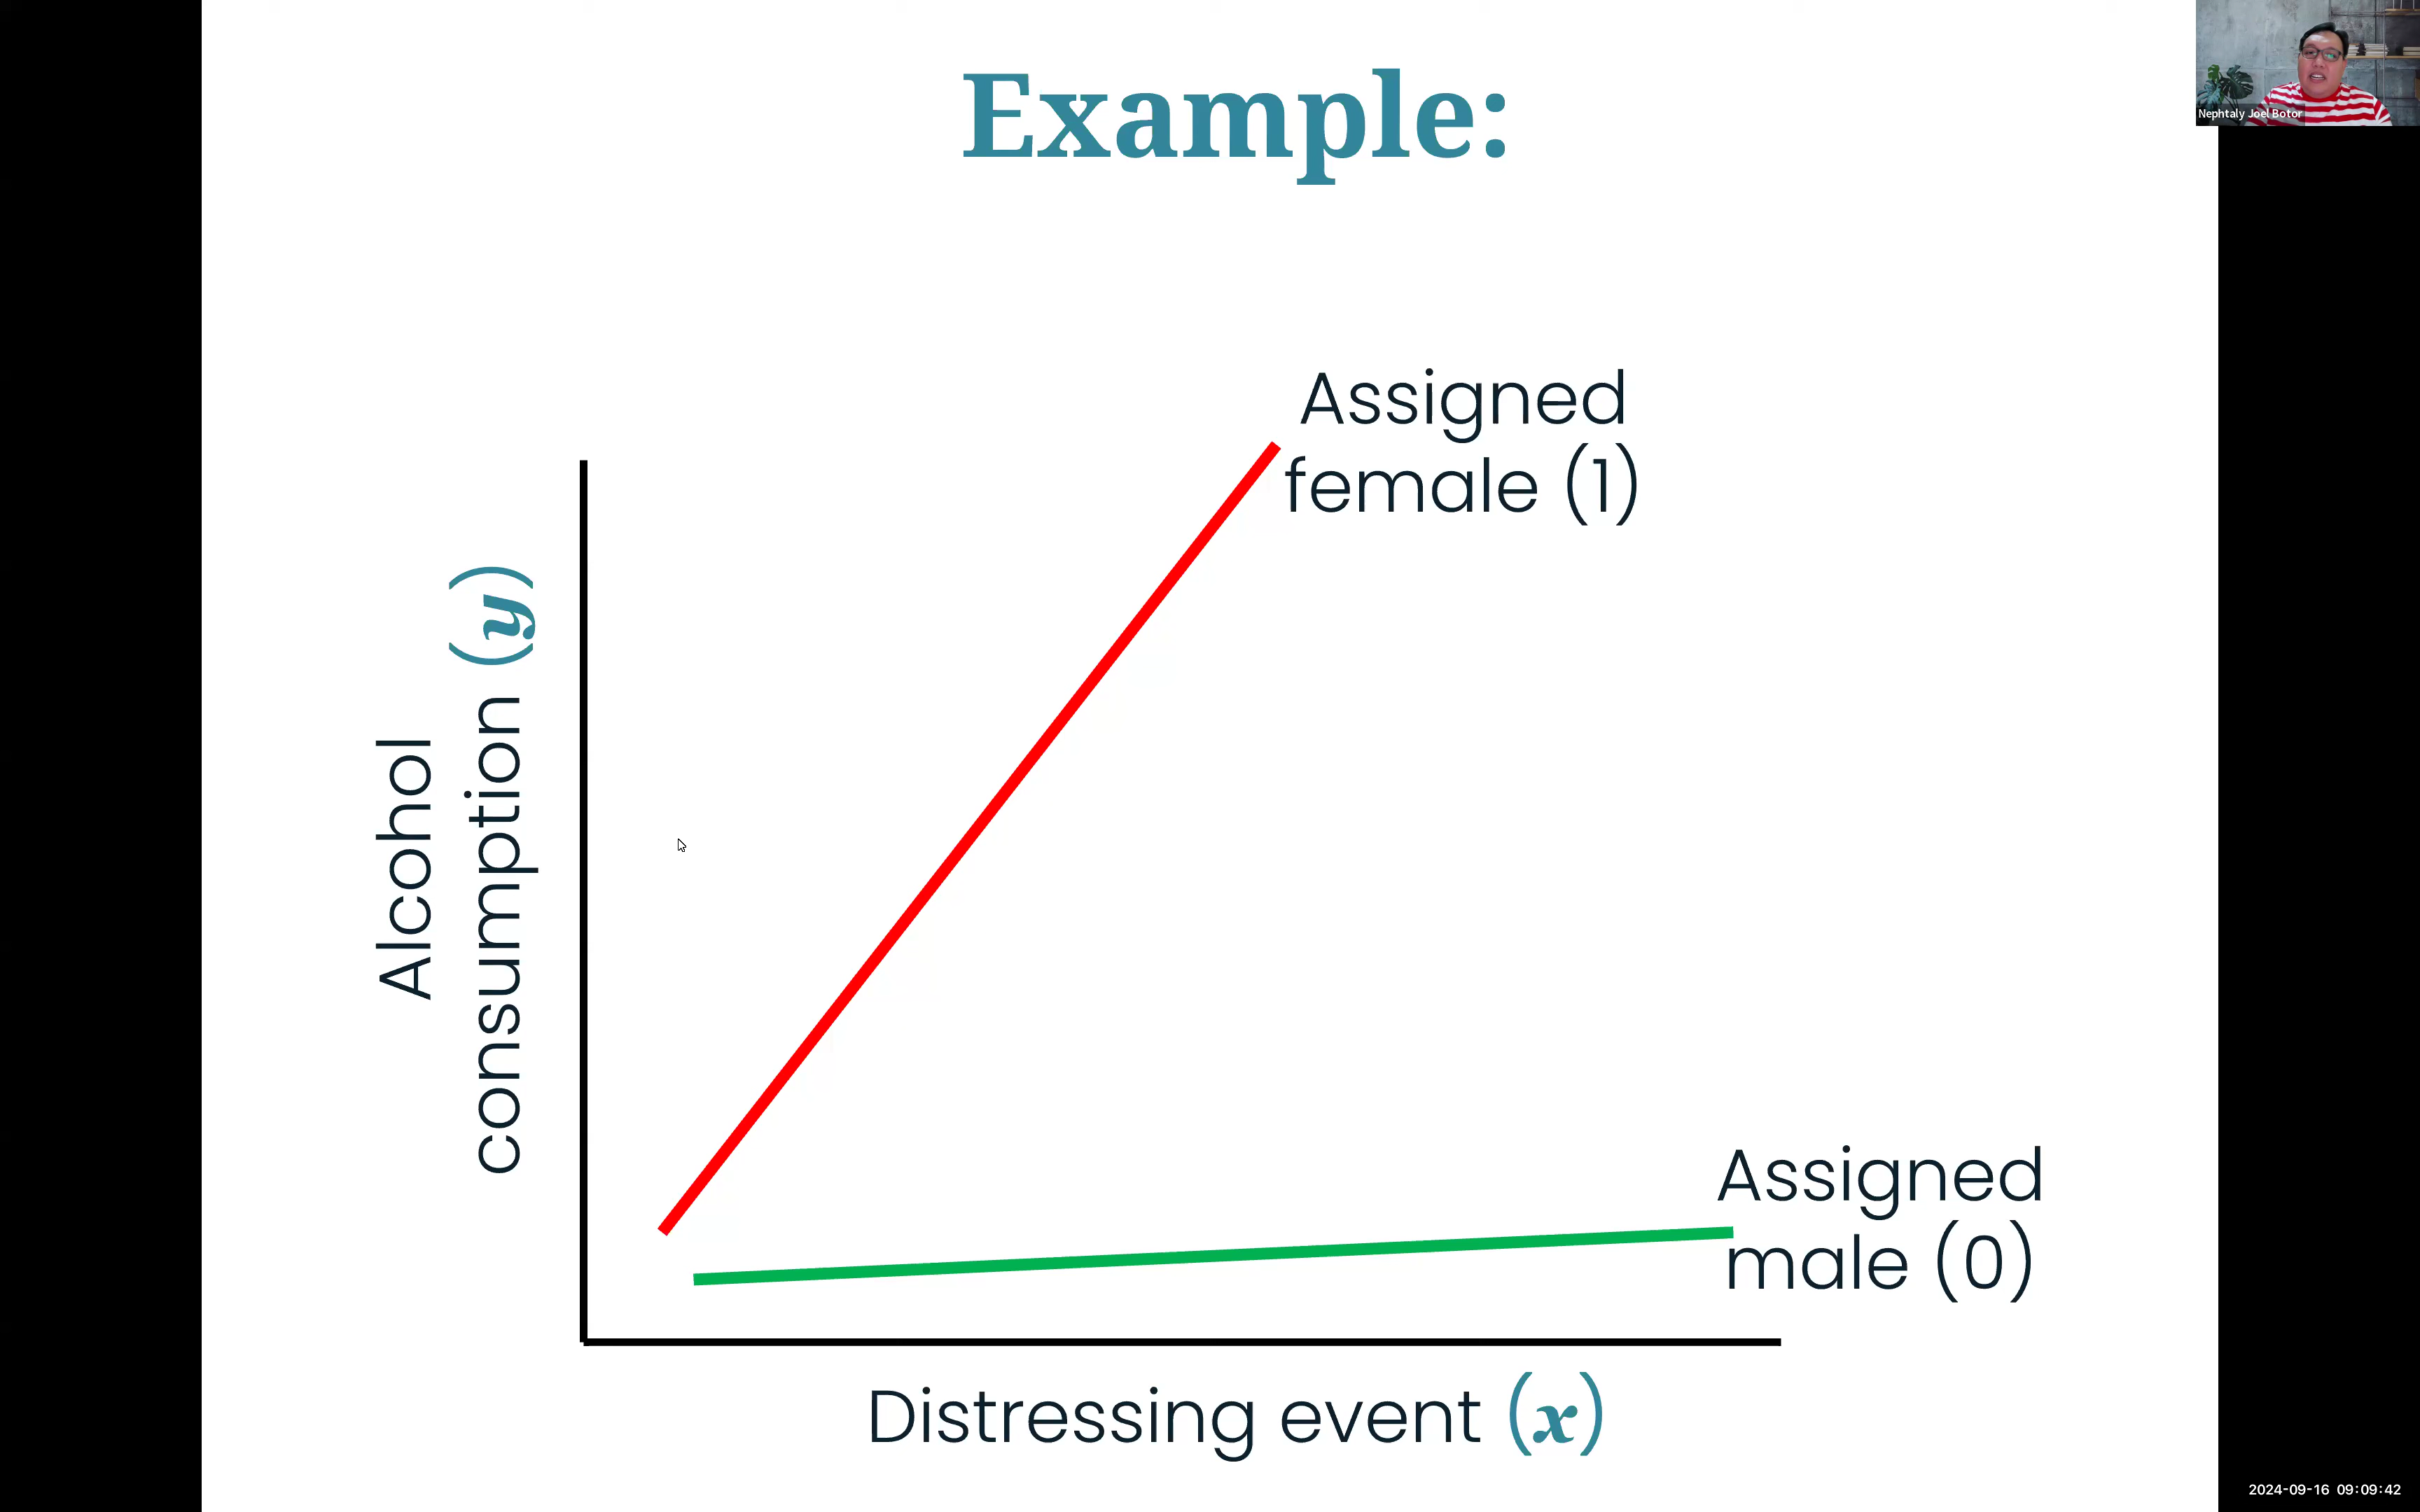 Example:
Nephtaly Joel Botor
Assigned
female (1)
Alcohol
consumption (y)
Assigned
male (0)
Distressing event (x)
2024-09-16 09:09:42